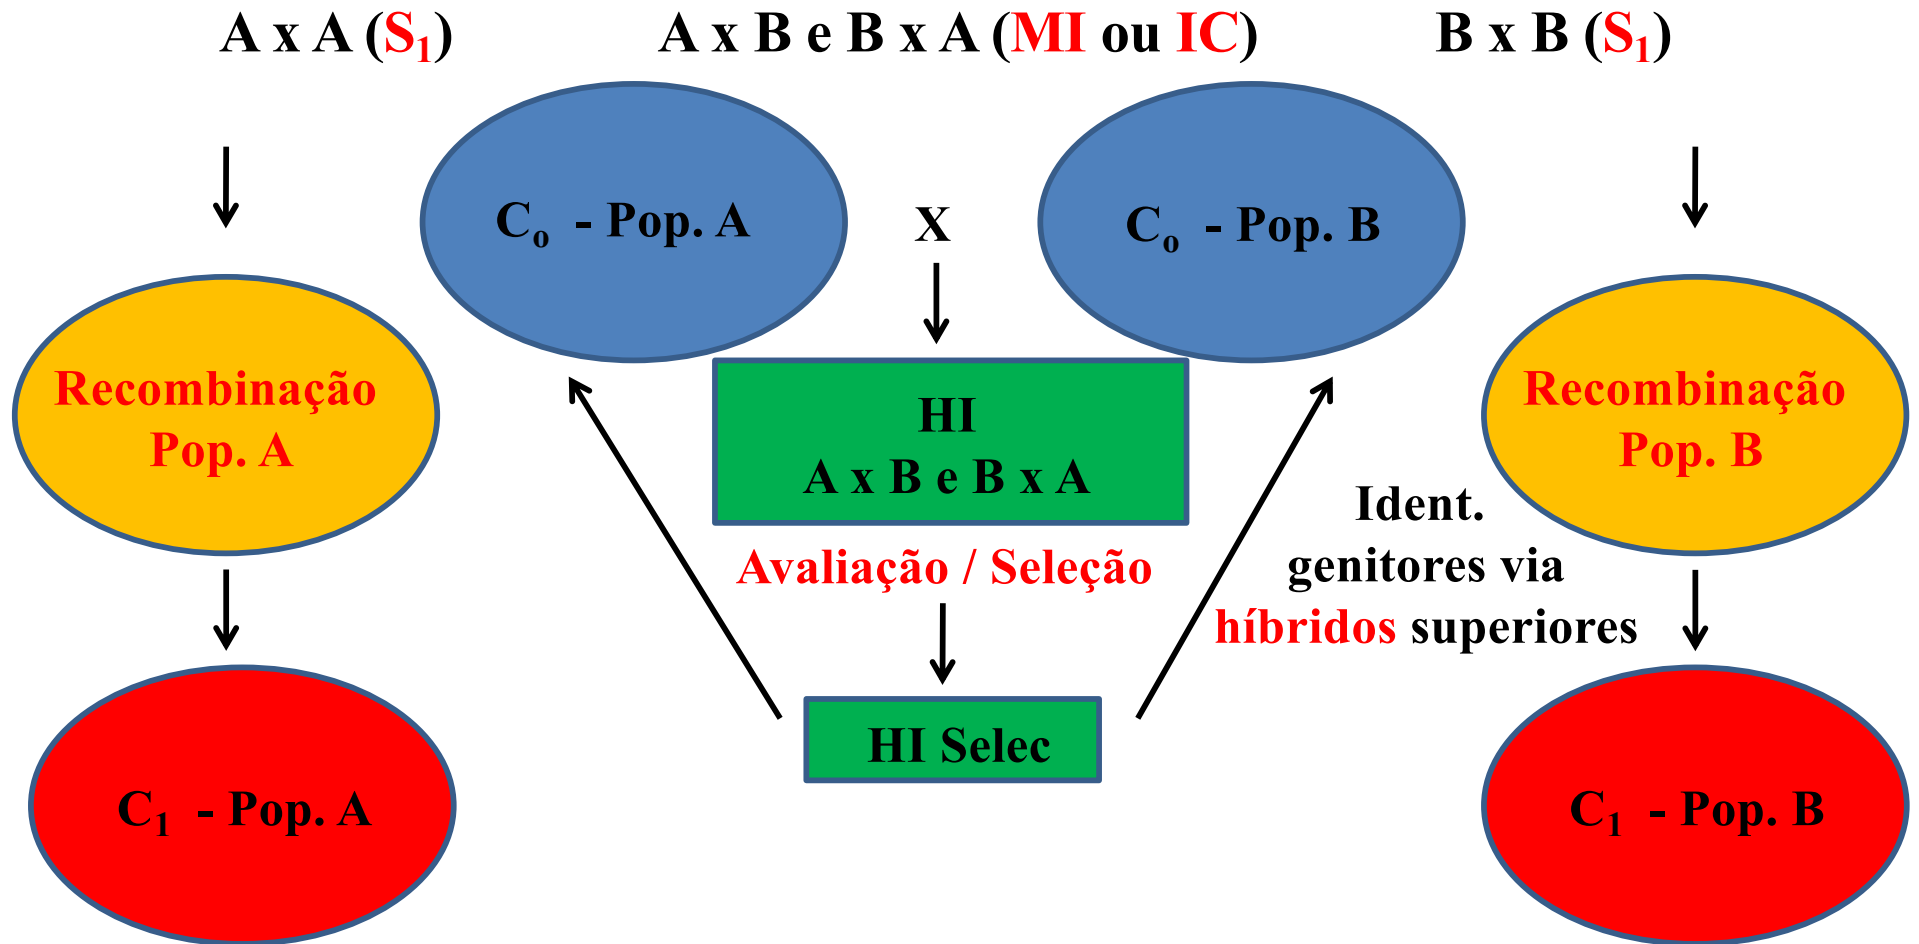 A x A (S₁)
A x B e B x A (MI ou IC)
B x B (S₁)
Cₒ - Pop. A
X
Cₒ - Pop. B
Recombinação
Pop. A
HI
A x B e B x A
Recombinação
Pop. B
Avaliação / Seleção
Ident.
genitores via
híbridos superiores
HI Selec
C₁ - Pop. A
C₁ - Pop. B